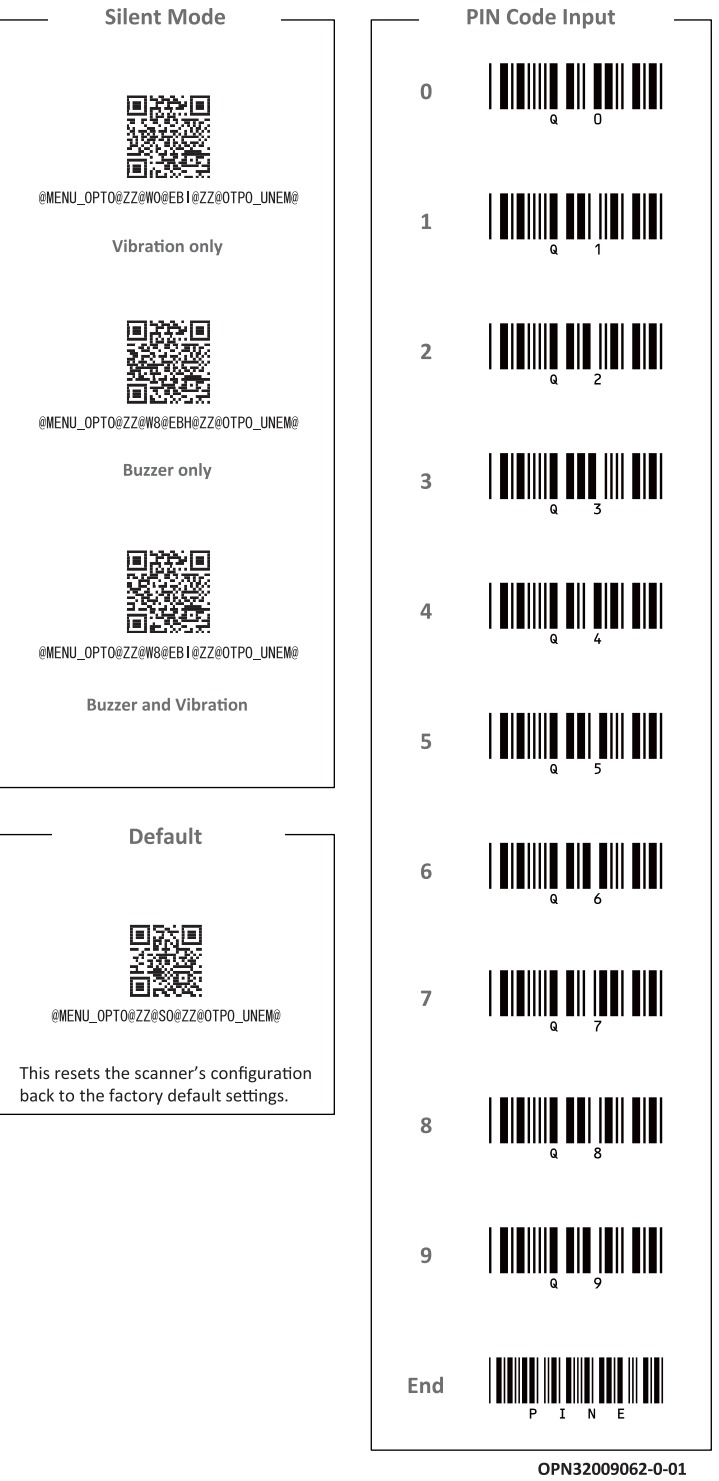 Silent Mode
@MENU_OPTO@ZZ@W0@EBI@ZZ@OTPO_UNEM@
Vibration only
@MENU_OPTO@ZZ@W8@EBH@ZZ@OTPO_UNEM@
Buzzer only
@MENU_OPTO@ZZ@W8@EBI@ZZ@OTPO_UNEM@
Buzzer and Vibration
Default
@MENU_OPTO@ZZ@SO@ZZ@OTPO_UNEM@
This resets the scanner's configuration
back to the factory default settings.
PIN Code Input
0
Q 0
1
Q 1
2
Q 2
3
Q 3
4
Q 4
5
Q 5
6
Q 6
7
Q 7
8
Q 8
9
Q 9
End
P I N E
OPN32009062-0-01